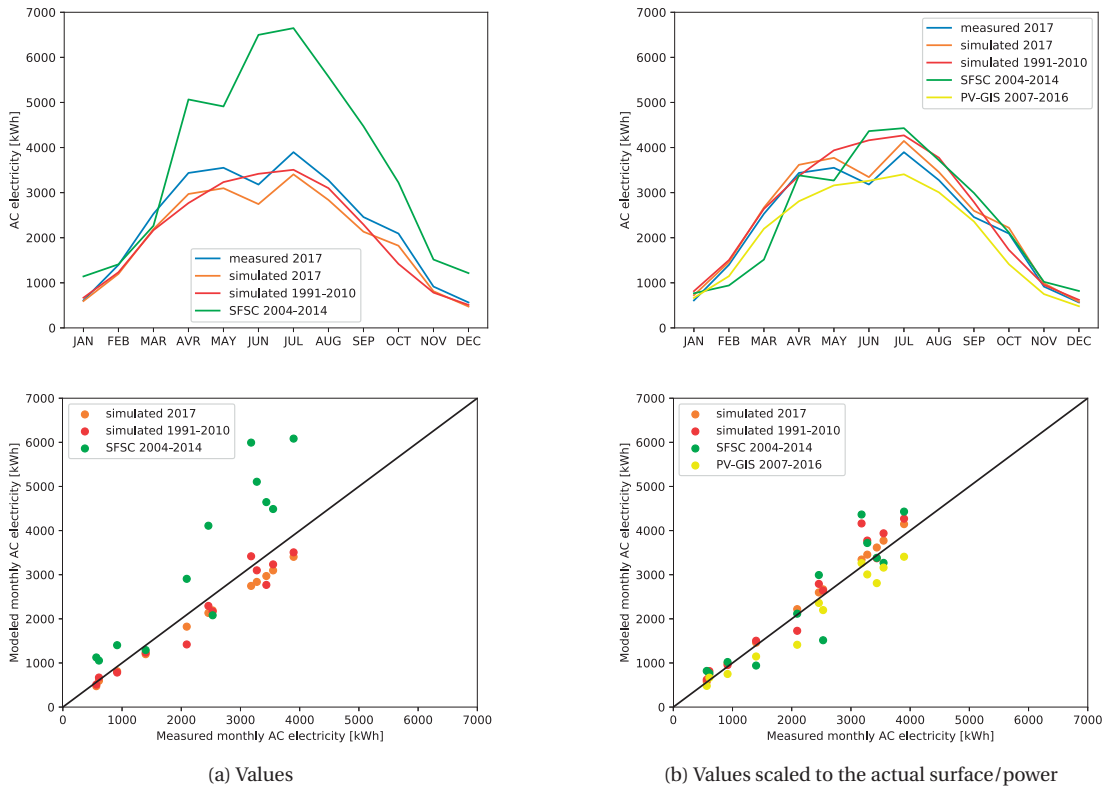 7000
6000
5000
4000
3000
2000
1000
0
AC electricity [kWh]
JAN FEB MAR AVR MAY JUN JUL AUG SEP OCT NOV DEC
measured 2017
simulated 2017
simulated 1991–2010
SFSC 2004–2014
7000
6000
5000
4000
3000
2000
1000
0
AC electricity [kWh]
JAN FEB MAR AVR MAY JUN JUL AUG SEP OCT NOV DEC
measured 2017
simulated 2017
simulated 1991–2010
SFSC 2004–2014
PV-GIS 2007–2016
7000
6000
5000
4000
3000
2000
1000
0
Modeled monthly AC electricity [kWh]
simulated 2017
simulated 1991–2010
SFSC 2004–2014
0 1000 2000 3000 4000 5000 6000 7000
Measured monthly AC electricity [kWh]
7000
6000
5000
4000
3000
2000
1000
0
Modeled monthly AC electricity [kWh]
simulated 2017
simulated 1991–2010
SFSC 2004–2014
PV-GIS 2007–2016
0 1000 2000 3000 4000 5000 6000 7000
Measured monthly AC electricity [kWh]
(a) Values
(b) Values scaled to the actual surface/power